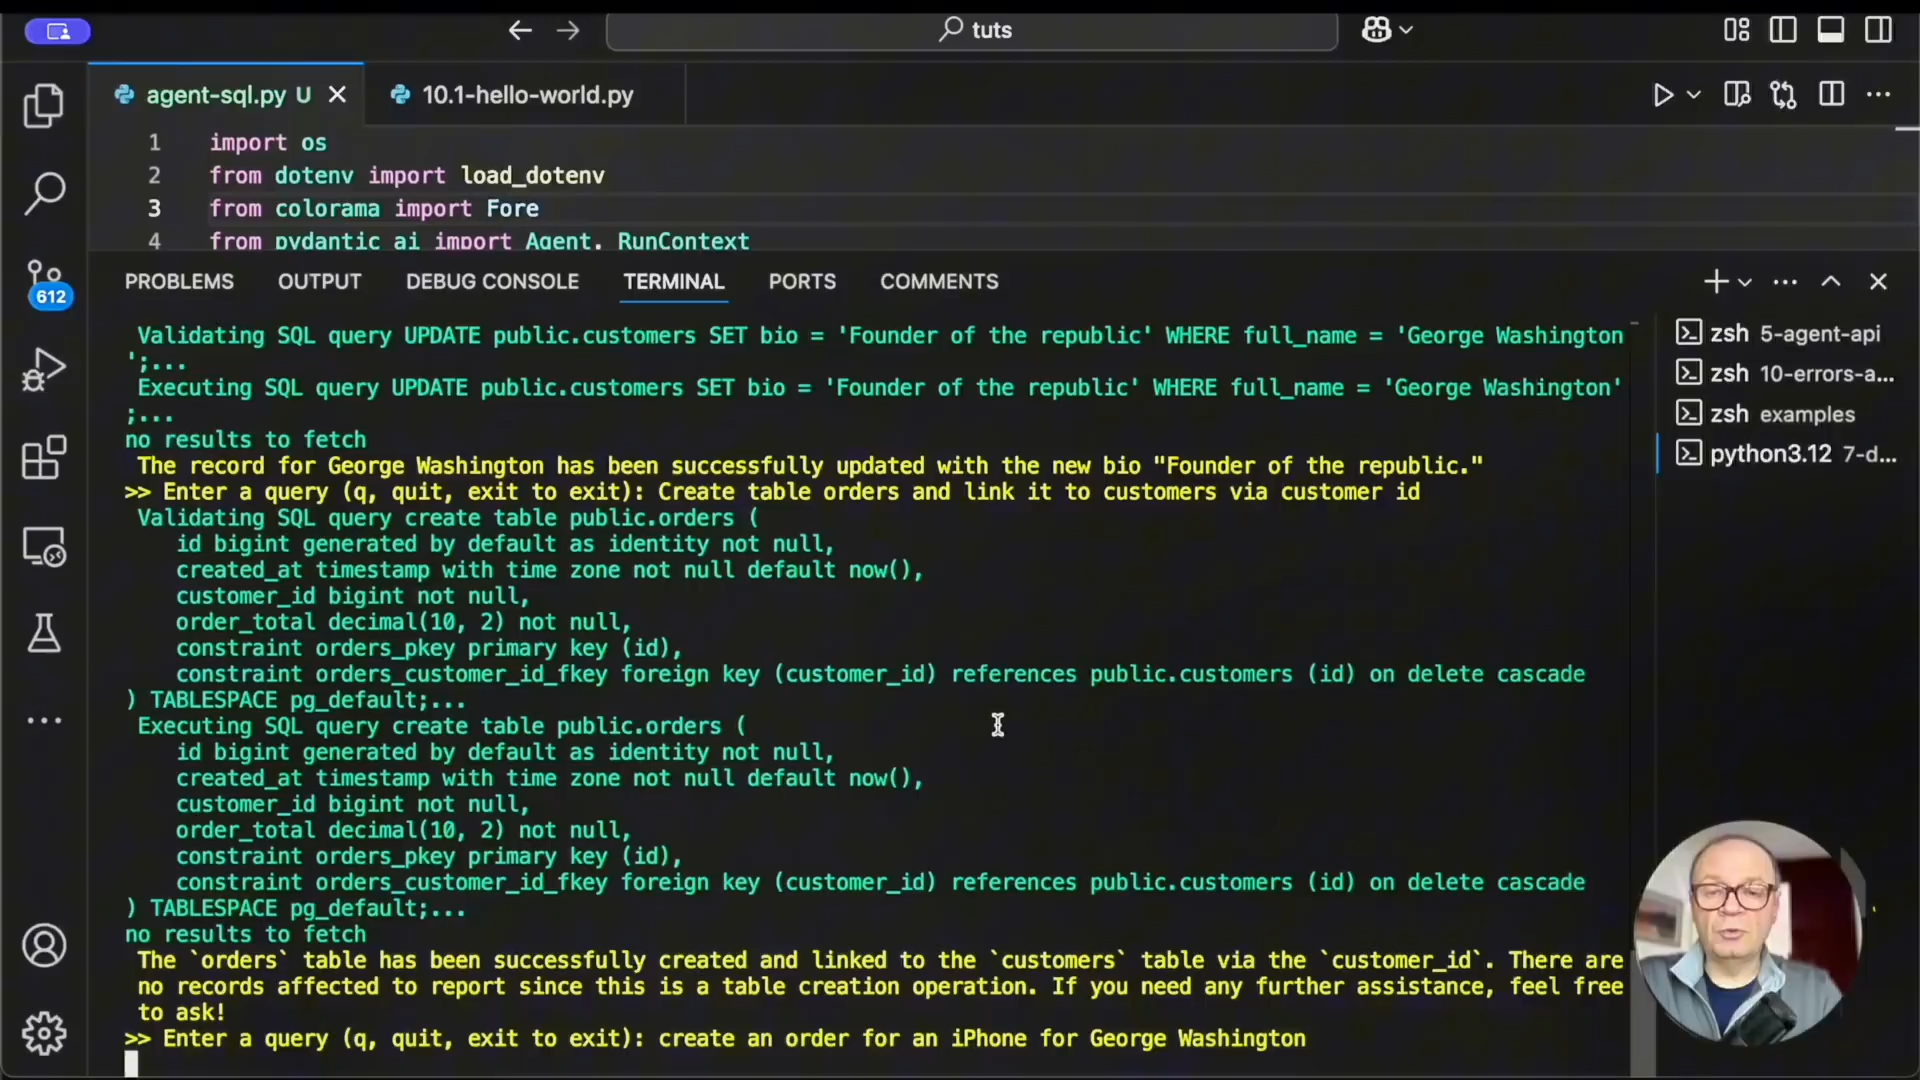 tuts
agent-sql.py U
10.1-hello-world.py
1 import os
2 from dotenv import load_dotenv
3 from colorama import Fore
4 from pydantic_ai import Agent, RunContext
612
PROBLEMS OUTPUT DEBUG CONSOLE TERMINAL PORTS COMMENTS
Validating SQL query UPDATE public.customers SET bio = 'Founder of the republic' WHERE full_name = 'George Washington
';...
Executing SQL query UPDATE public.customers SET bio = 'Founder of the republic' WHERE full_name = 'George Washington'
;...
no results to fetch
The record for George Washington has been successfully updated with the new bio "Founder of the republic."
>> Enter a query (q, quit, exit to exit): Create table orders and link it to customers via customer id
Validating SQL query create table public.orders (
id bigint generated by default as identity not null,
created_at timestamp with time zone not null default now(),
customer_id bigint not null,
order_total decimal(10, 2) not null,
constraint orders_pkey primary key (id),
constraint orders_customer_id_fkey foreign key (customer_id) references public.customers (id) on delete cascade
) TABLESPACE pg_default;...
Executing SQL query create table public.orders (
id bigint generated by default as identity not null,
created_at timestamp with time zone not null default now(),
customer_id bigint not null,
order_total decimal(10, 2) not null,
constraint orders_pkey primary key (id),
constraint orders_customer_id_fkey foreign key (customer_id) references public.customers (id) on delete cascade
) TABLESPACE pg_default;...
no results to fetch
The `orders` table has been successfully created and linked to the `customers` table via the `customer_id`. There are
no records affected to report since this is a table creation operation. If you need any further assistance, feel free
to ask!
>> Enter a query (q, quit, exit to exit): create an order for an iPhone for George Washington
zsh 5-agent-api
zsh 10-errors-a...
zsh examples
python3.12 7-d...